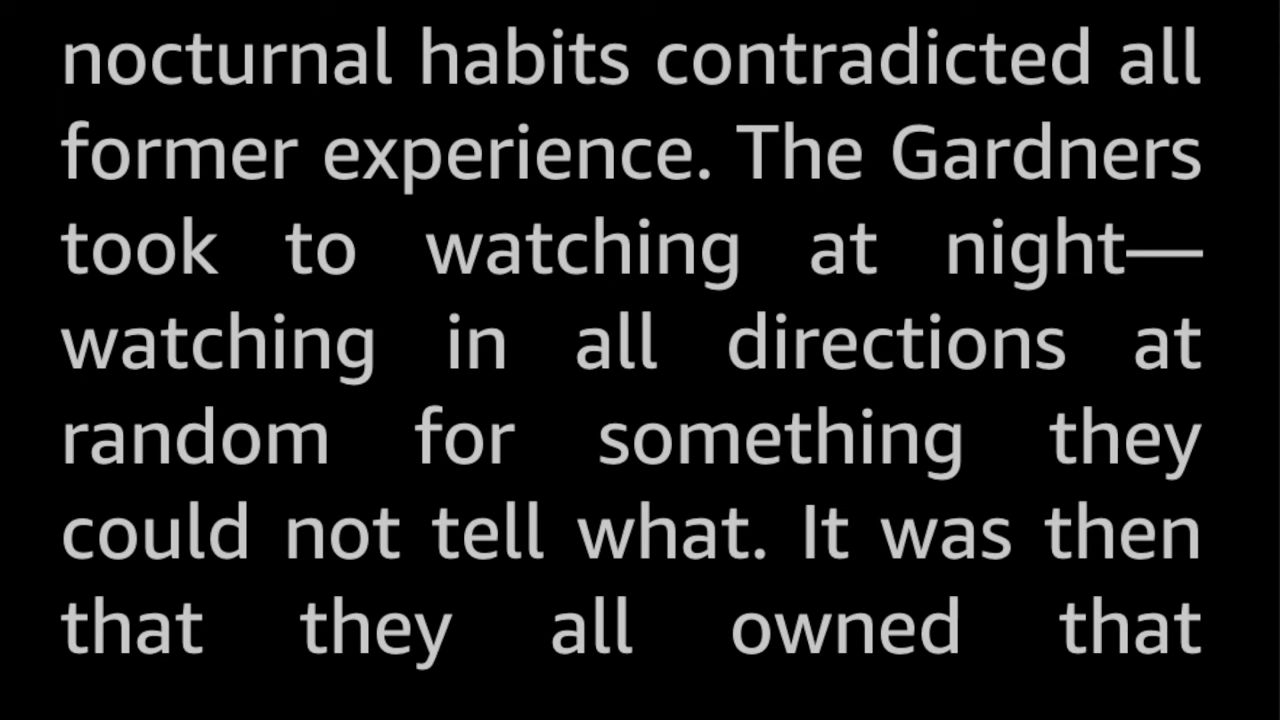 nocturnal habits contradicted all
former experience. The Gardners
took to watching at night—
watching in all directions at
random for something they
could not tell what. It was then
that they all owned that